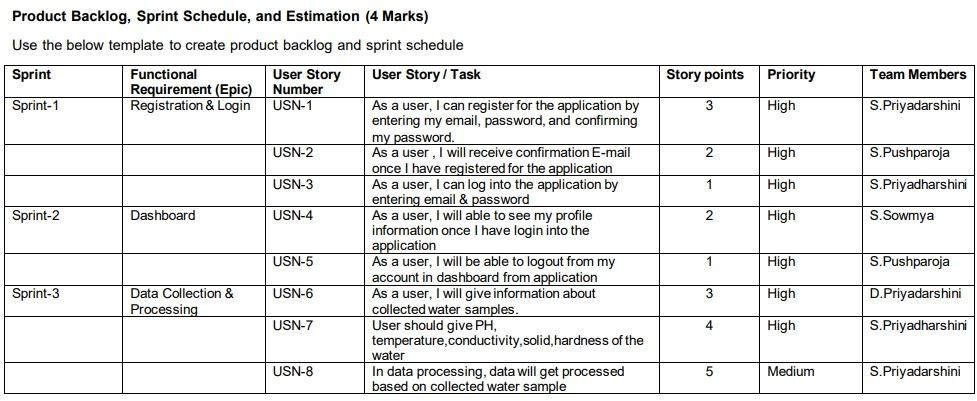 Product Backlog, Sprint Schedule, and Estimation (4 Marks)
Use the below template to create product backlog and sprint schedule
Sprint Functional Requirement (Epic) User Story Number User Story / Task Story points Priority Team Members
Sprint-1 Registration & Login USN-1 As a user, I can register for the application by entering my email, password, and confirming my password. 3 High S.Priyadarshini
USN-2 As a user , I will receive confirmation E-mail once I have registered for the application 2 High S.Pushparoja
USN-3 As a user, I can log into the application by entering email & password 1 High S.Priyadharshini
Sprint-2 Dashboard USN-4 As a user, I will able to see my profile information once I have login into the application 2 High S.Sowmya
USN-5 As a user, I will be able to logout from my account in dashboard from application 1 High S.Pushparoja
Sprint-3 Data Collection & Processing USN-6 As a user, I will give information about collected water samples. 3 High D.Priyadarshini
USN-7 User should give PH, temperature,conductivity,solid,hardness of the water 4 High S.Priyadharshini
USN-8 In data processing, data will get processed based on collected water sample 5 Medium S.Priyadarshini